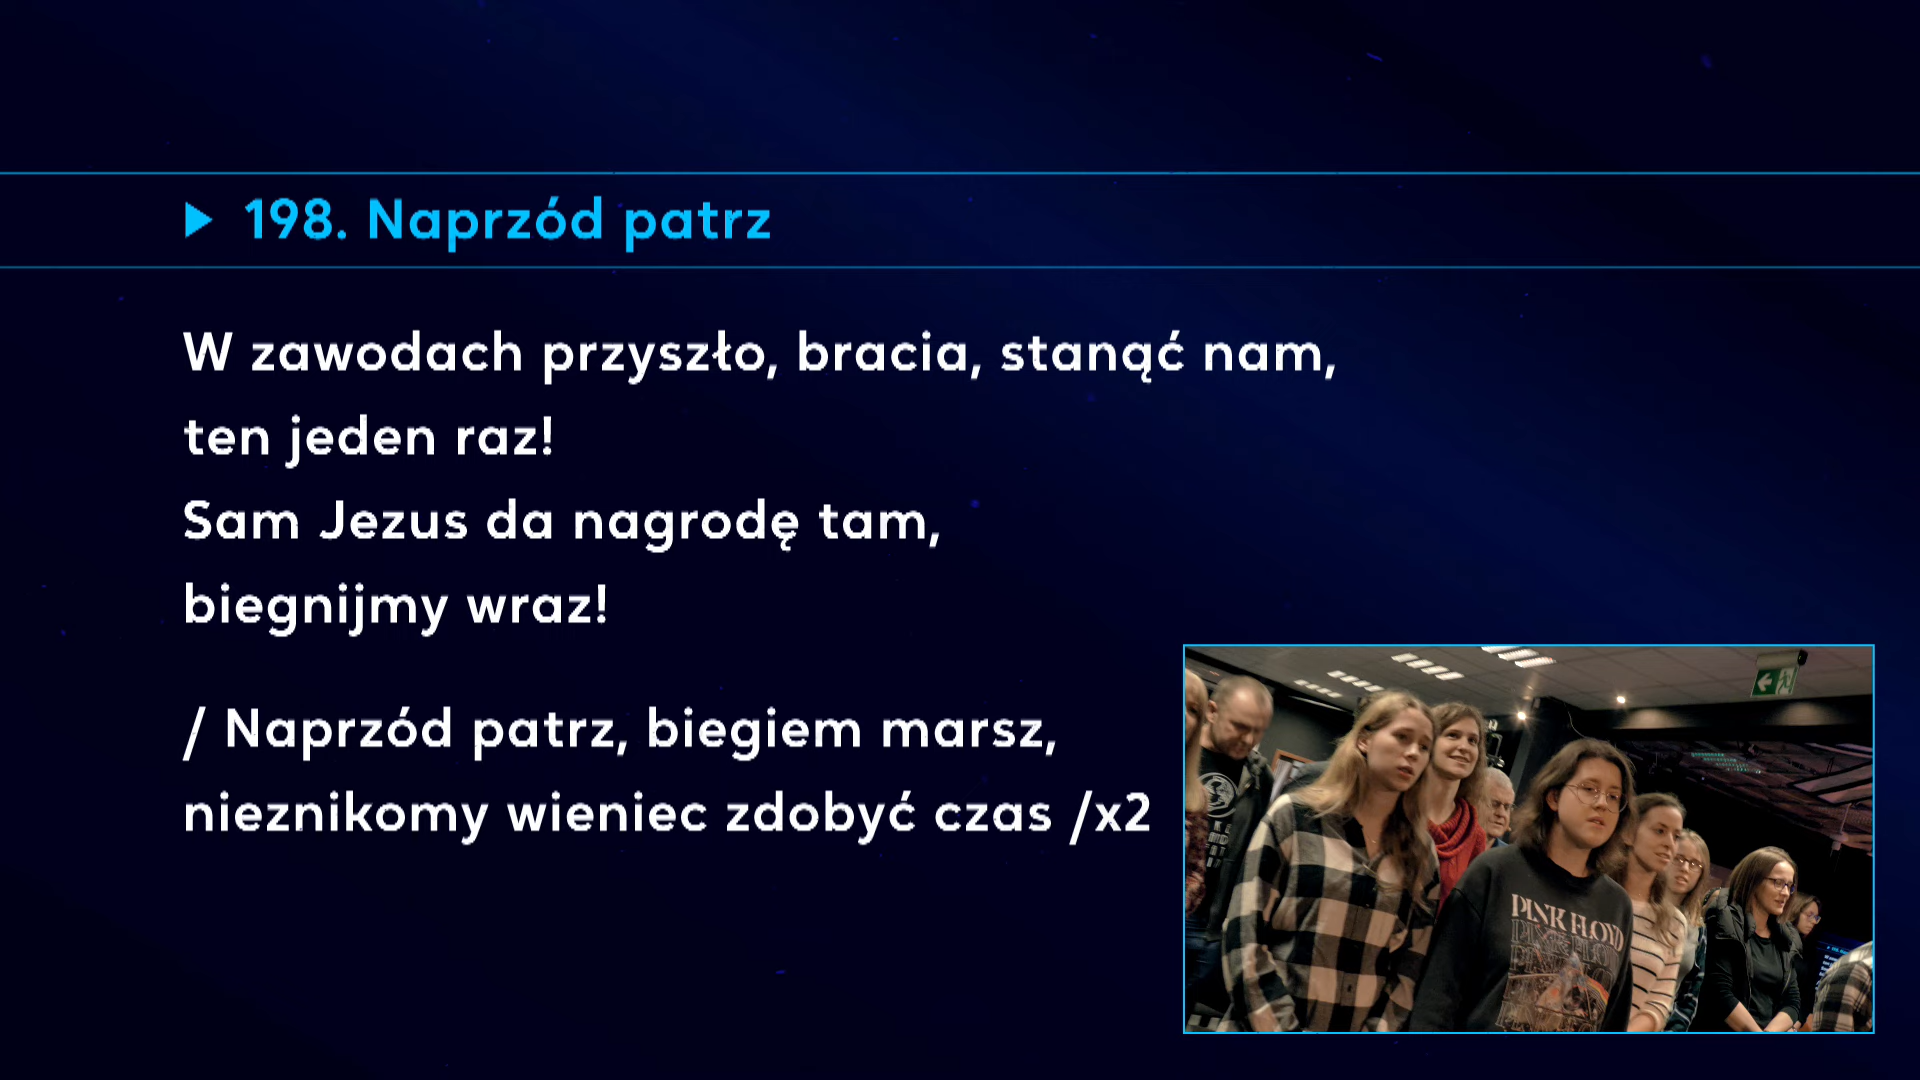 198. Naprzód patrz
W zawodach przyszło, bracia, stanąć nam,
ten jeden raz!
Sam Jezus da nagrodę tam,
biegnijmy wraz!
/ Naprzód patrz, biegiem marsz,
nieznikomy wieniec zdobyć czas /x2
PINK FLOYD